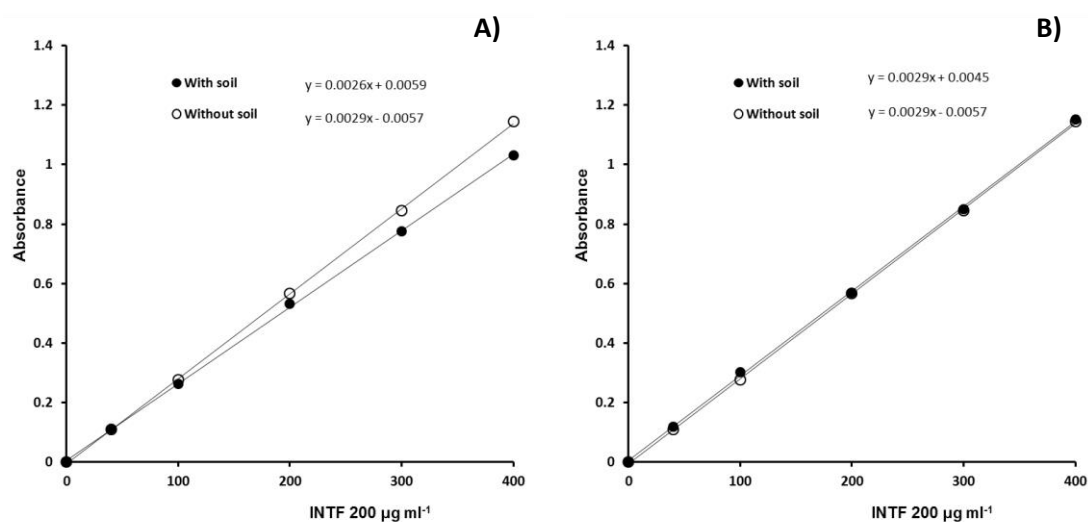 A)
1.4
1.2
1
0.8
0.6
0.4
0.2
0
Absorbance
With soil y = 0.0026x + 0.0059
Without soil y = 0.0029x - 0.0057
0 100 200 300 400
INTF 200 µg ml-1
B)
1.4
1.2
1
0.8
0.6
0.4
0.2
0
Absorbance
With soil y = 0.0029x + 0.0045
Without soil y = 0.0029x - 0.0057
0 100 200 300 400
INTF 200 µg ml-1